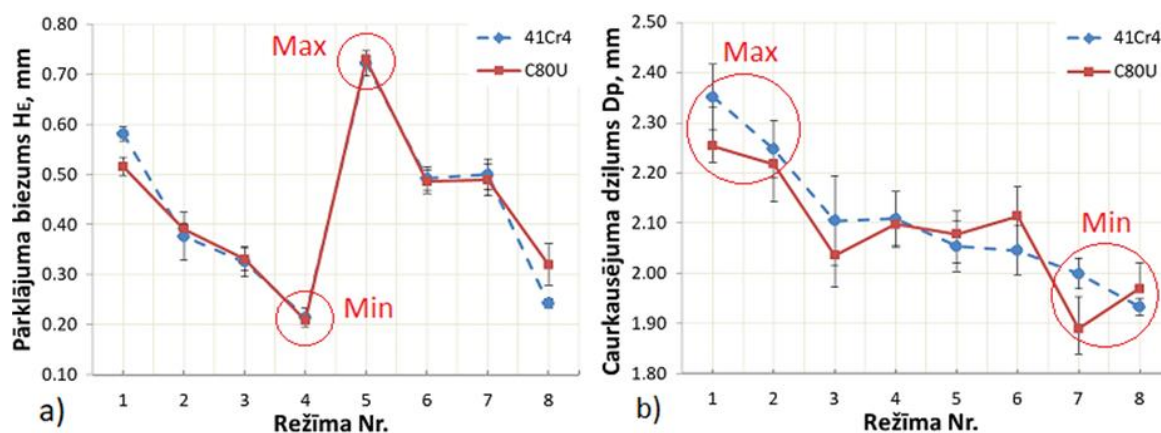 Pārklājuma biezums HE, mm
0.80
0.70
0.60
0.50
0.40
0.30
0.20
0.10
Max
Min
41Cr4
C80U
1 2 3 4 5 6 7 8
Režīma Nr.
a)
Caurkausējuma dziļums Dp, mm
2.50
2.40
2.30
2.20
2.10
2.00
1.90
1.80
Max
Min
41Cr4
C80U
1 2 3 4 5 6 7 8
Režīma Nr.
b)